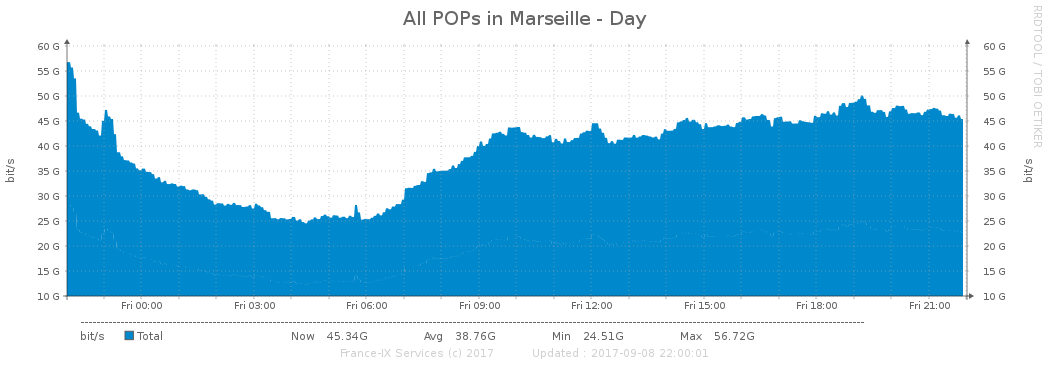 All POPs in Marseille - Day
RRDTOOL / TOBI OETIKER
60 G 60 G
55 G 55 G
50 G 50 G
45 G 45 G
40 G 40 G
35 G 35 G
30 G 30 G
25 G 25 G
20 G 20 G
15 G 15 G
10 G 10 G
bit/s
bit/s
Fri 00:00 Fri 03:00 Fri 06:00 Fri 09:00 Fri 12:00 Fri 15:00 Fri 18:00 Fri 21:00
bit/s Total Now 45.34G Avg 38.76G Min 24.51G Max 56.72G
France-IX Services (c) 2017 Updated : 2017-09-08 22:00:01